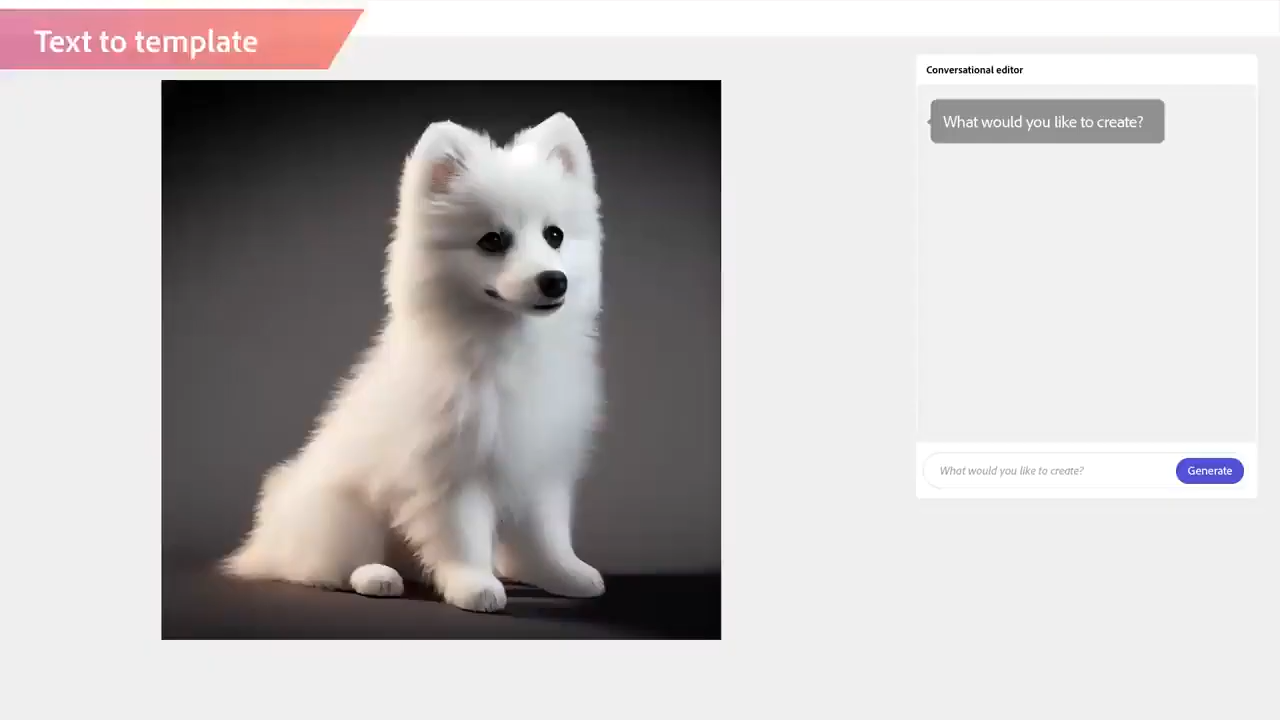 Text to template
Conversational editor
What would you like to create?
What would you like to create?
Generate